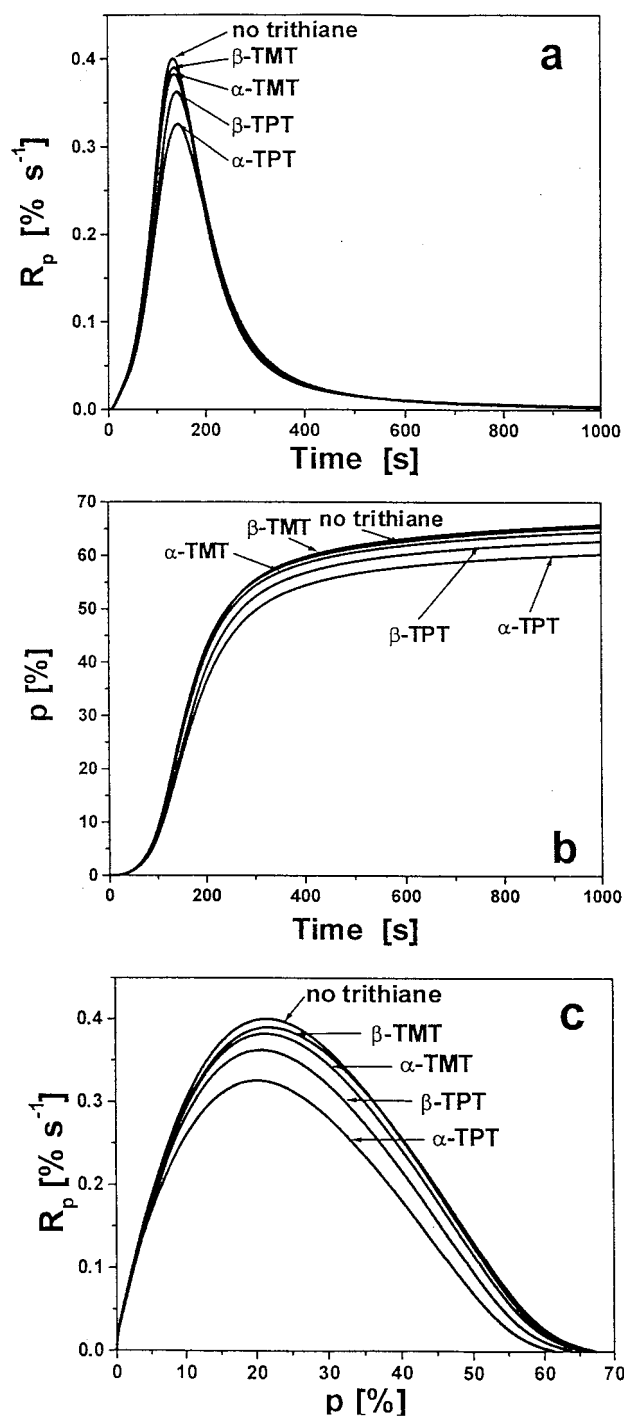 no trithiane
β-TMT
α-TMT
β-TPT
α-TPT
a
0.4
0.3
0.2
0.1
0.0
R_p [% s^-1]
0 200 400 600 800 1000
Time [s]
70
60
50
40
30
20
10
0
p [%]
β-TMT
no trithiane
α-TMT
β-TPT
α-TPT
b
0 200 400 600 800 1000
Time [s]
no trithiane
β-TMT
α-TMT
β-TPT
α-TPT
c
0.4
0.3
0.2
0.1
0.0
R_p [% s^-1]
0 10 20 30 40 50 60 70
p [%]